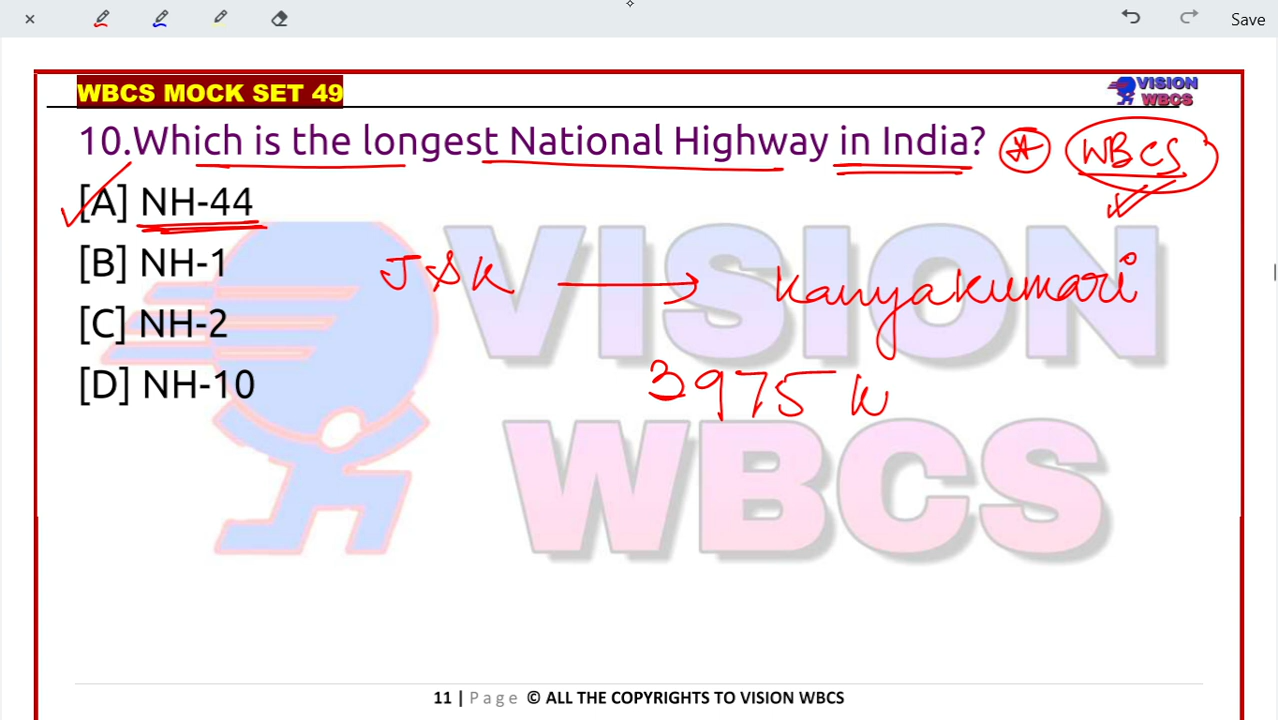 Save
WBCS MOCK SET 49
VISION
WBCS
10.Which is the longest National Highway in India? WBCS
[A] NH-44
[B] NH-1
J&K → Kanyakumari
[C] NH-2
[D] NH-10
3975 K
VISION
WBCS
11 | Page © ALL THE COPYRIGHTS TO VISION WBCS